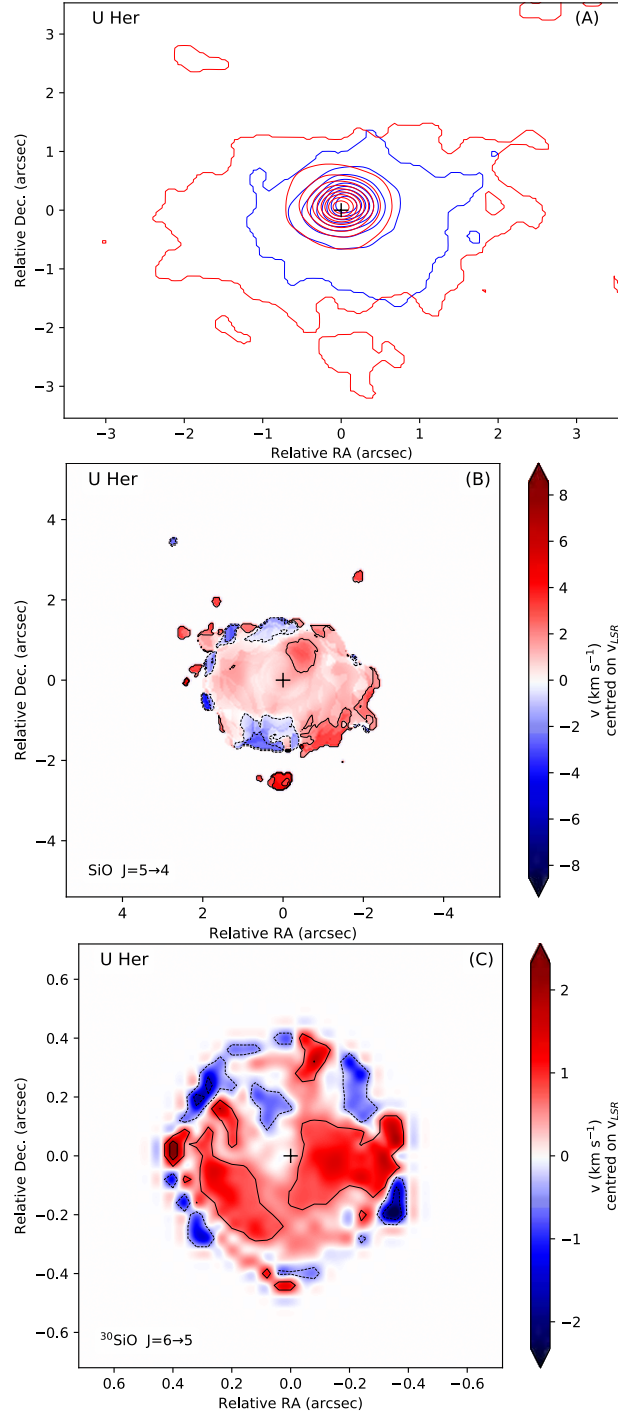 U Her
(A)
3
2
1
0
−1
−2
−3
Relative Dec. (arcsec)
−3 −2 −1 0 1 2 3
Relative RA (arcsec)
U Her
(B)
4
2
0
−2
−4
Relative Dec. (arcsec)
SiO J=5→4
4 2 0 −2 −4
Relative RA (arcsec)
8
6
4
2
0
−2
−4
−6
−8
v (km s⁻¹)
centred on v_LSR
U Her
(C)
0.6
0.4
0.2
0.0
−0.2
−0.4
−0.6
Relative Dec. (arcsec)
³⁰SiO J=6→5
0.6 0.4 0.2 0.0 −0.2 −0.4 −0.6
Relative RA (arcsec)
2
1
0
−1
−2
v (km s⁻¹)
centred on v_LSR